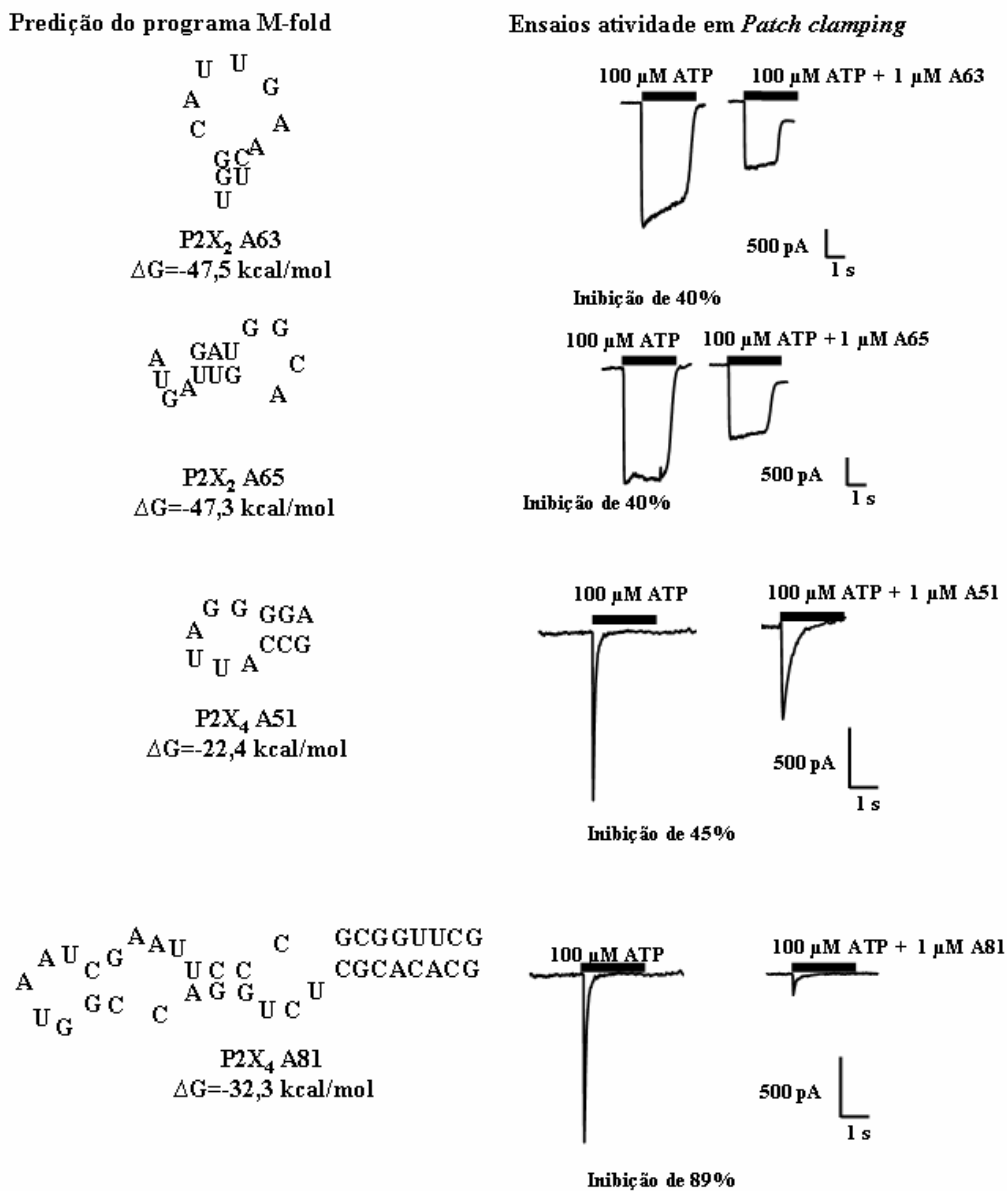 Predição do programa M-fold
Ensaios atividade em Patch clamping
U U
A G
C A
GCA
GU
U
P2X₂ A63
ΔG=-47,5 kcal/mol
100 µM ATP
100 µM ATP + 1 µM A63
500 pA
1 s
Inibição de 40%
G G
A GAU C
U AUUG A
G
P2X₂ A65
ΔG=-47,3 kcal/mol
100 µM ATP
100 µM ATP +1 µM A65
500 pA
1 s
Inibição de 40%
G G GGA
A CCG
U U A
P2X₄ A51
ΔG=-22,4 kcal/mol
100 µM ATP
100 µM ATP + 1 µM A51
500 pA
1 s
Inibição de 45%
A A U C G A A U U C C C C GCGGUUCG
U G G C C A G G U C U CGCACACG
P2X₄ A81
ΔG=-32,3 kcal/mol
100 µM ATP
100 µM ATP + 1 µM A81
500 pA
1 s
Inibição de 89%